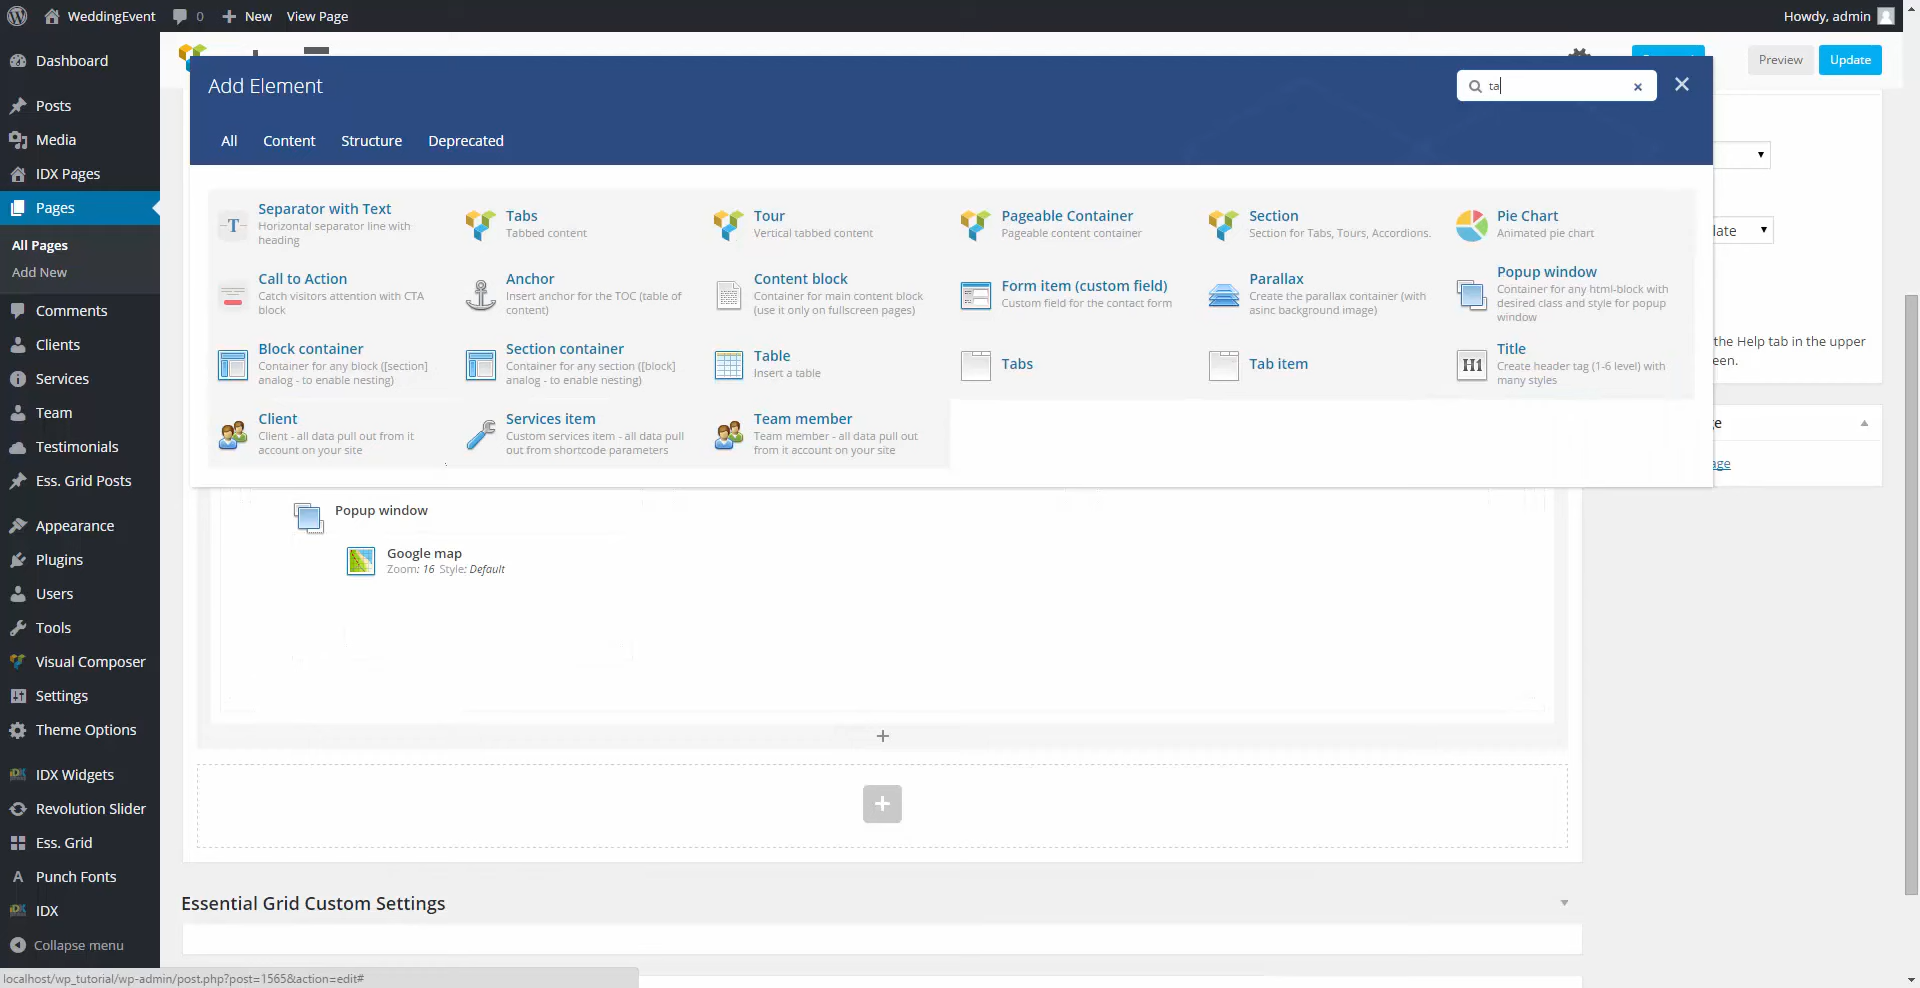 WeddingEvent
0
New
View Page
Howdy, admin
Dashboard
Posts
Media
IDX Pages
Pages
All Pages
Add New
Comments
Clients
Services
Team
Testimonials
Ess. Grid Posts
Appearance
Plugins
Users
Tools
Visual Composer
Settings
Theme Options
IDX Widgets
Revolution Slider
Ess. Grid
Punch Fonts
IDX
Collapse menu
Preview
Update
Add Element
ta
All
Content
Structure
Deprecated
Separator with Text
Horizontal separator line with
heading
Tabs
Tabbed content
Tour
Vertical tabbed content
Pageable Container
Pageable content container
Section
Section for Tabs, Tours, Accordions.
Pie Chart
Animated pie chart
Call to Action
Catch visitors attention with CTA
block
Anchor
Insert anchor for the TOC (table of
content)
Content block
Container for main content block
(use it only on fullscreen pages)
Form item (custom field)
Custom field for the contact form
Parallax
Create the parallax container (with
asinc background image)
Popup window
Container for any html-block with
desired class and style for popup
window
Block container
Container for any block ([section]
analog - to enable nesting)
Section container
Container for any section ([block]
analog - to enable nesting)
Table
Insert a table
Tabs
Tab item
H1
Title
Create header tag (1-6 level) with
many styles
Client
Client - all data pull out from it
account on your site
Services item
Custom services item - all data pull
out from shortcode parameters
Team member
Team member - all data pull out
from it account on your site
late
the Help tab in the upper
een.
e
age
Popup window
Google map
Zoom: 16 Style: Default
Essential Grid Custom Settings
localhost/wp_tutorial/wp-admin/post.php?post=1565&action=edit#